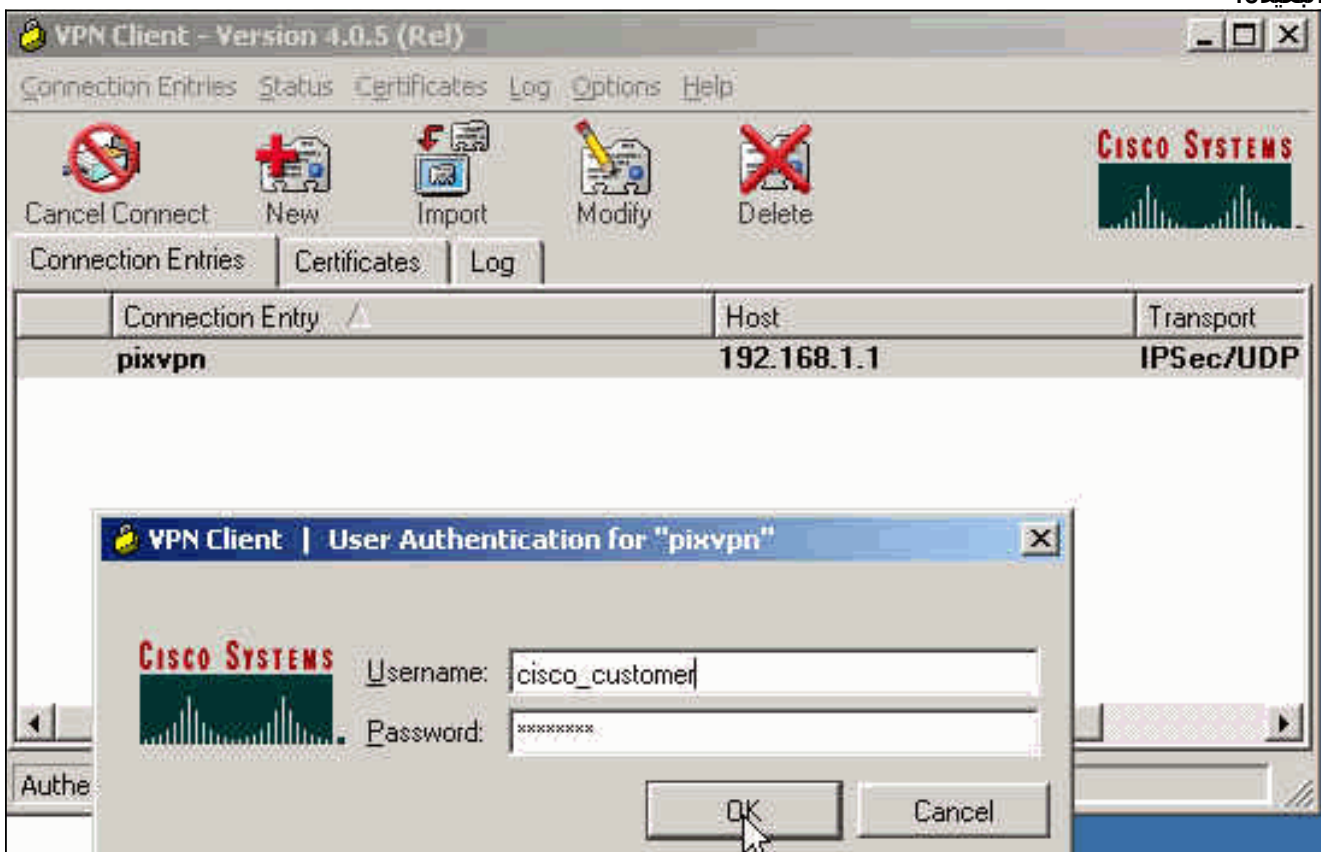 VPN Client - Version 4.0.5 (Rel)
Connection Entries Status Certificates Log Options Help
CISCO SYSTEMS
Cancel Connect New Import Modify Delete
Connection Entries Certificates Log
Connection Entry Host Transport
pixvpn 192.168.1.1 IPSec/UDP
VPN Client | User Authentication for "pixvpn"
CISCO SYSTEMS
Username: cisco_customer
Password: ********
Authe
OK Cancel